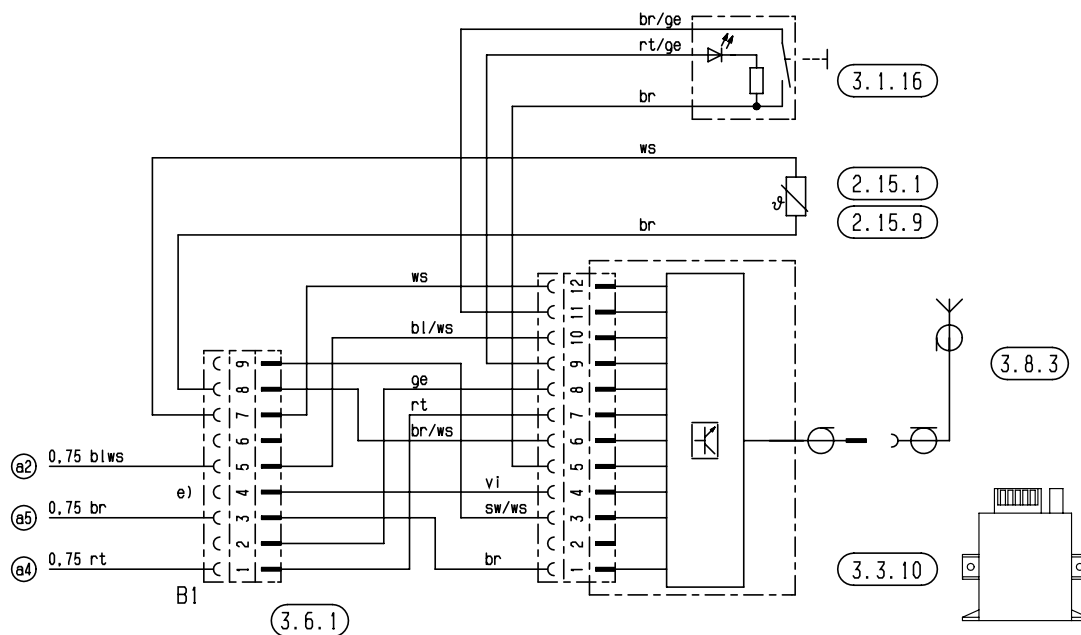 br/ge
rt/ge
3.1.16
br
ws
2.15.1
2.15.9
ϑ
br
ws
12
11
bl/ws
10
9
9
3.8.3
8
ge
8
7
rt
7
6
br/ws
6
a2 0,75 blws
5
5
e)
4
vi
4
a5 0,75 br
3
sw/ws
3
2
2
a4 0,75 rt
1
br
1
3.3.10
B1
3.6.1